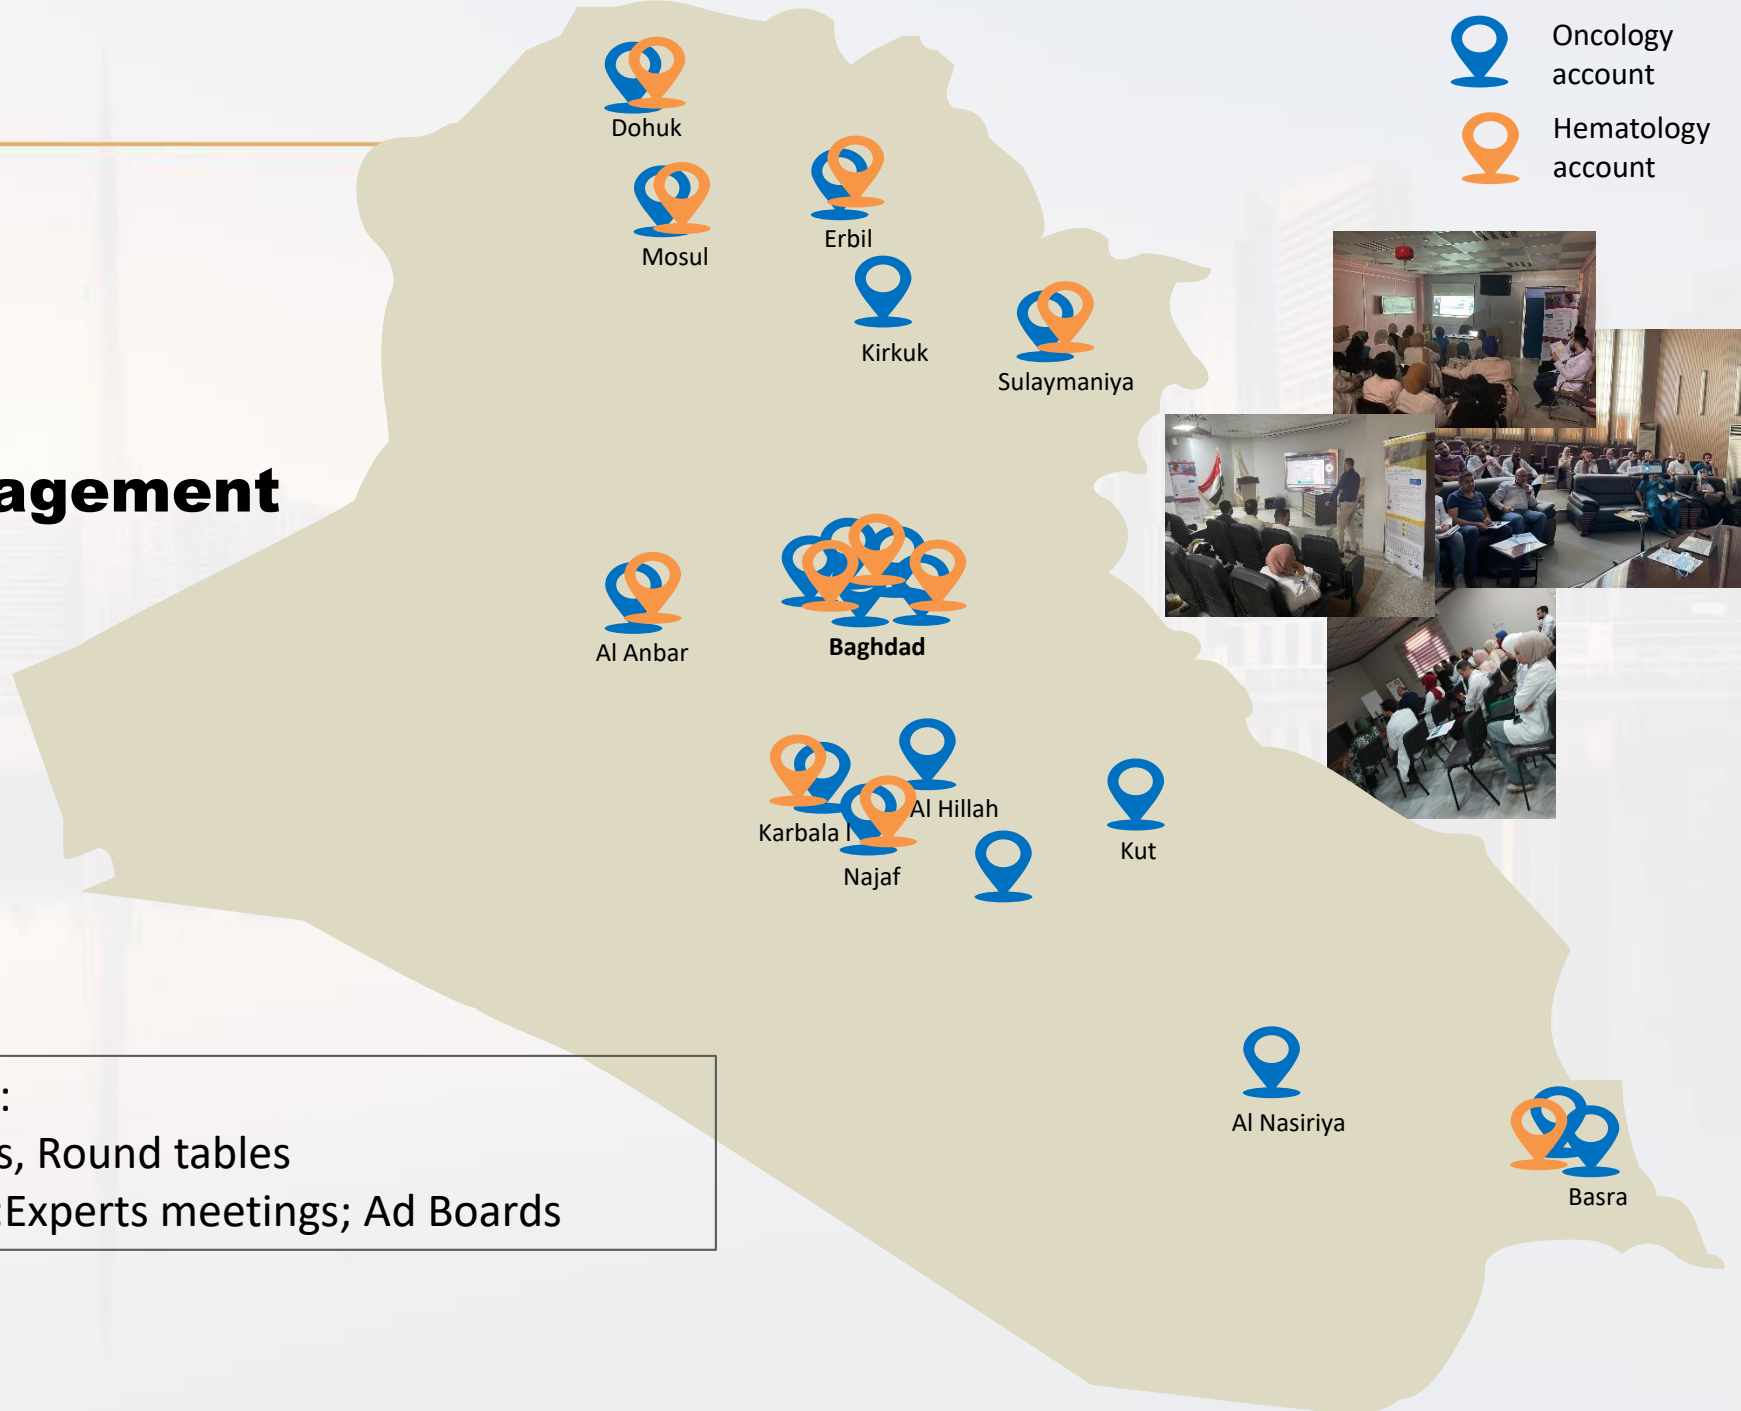 Oncology
account
Hematology
account
Dohuk
Mosul
Erbil
Kirkuk
Sulaymaniya
agement
Al Anbar
Baghdad
Al Hillah
Karbala l
Najaf
Kut
Al Nasiriya
Basra
:
s, Round tables
:Experts meetings; Ad Boards